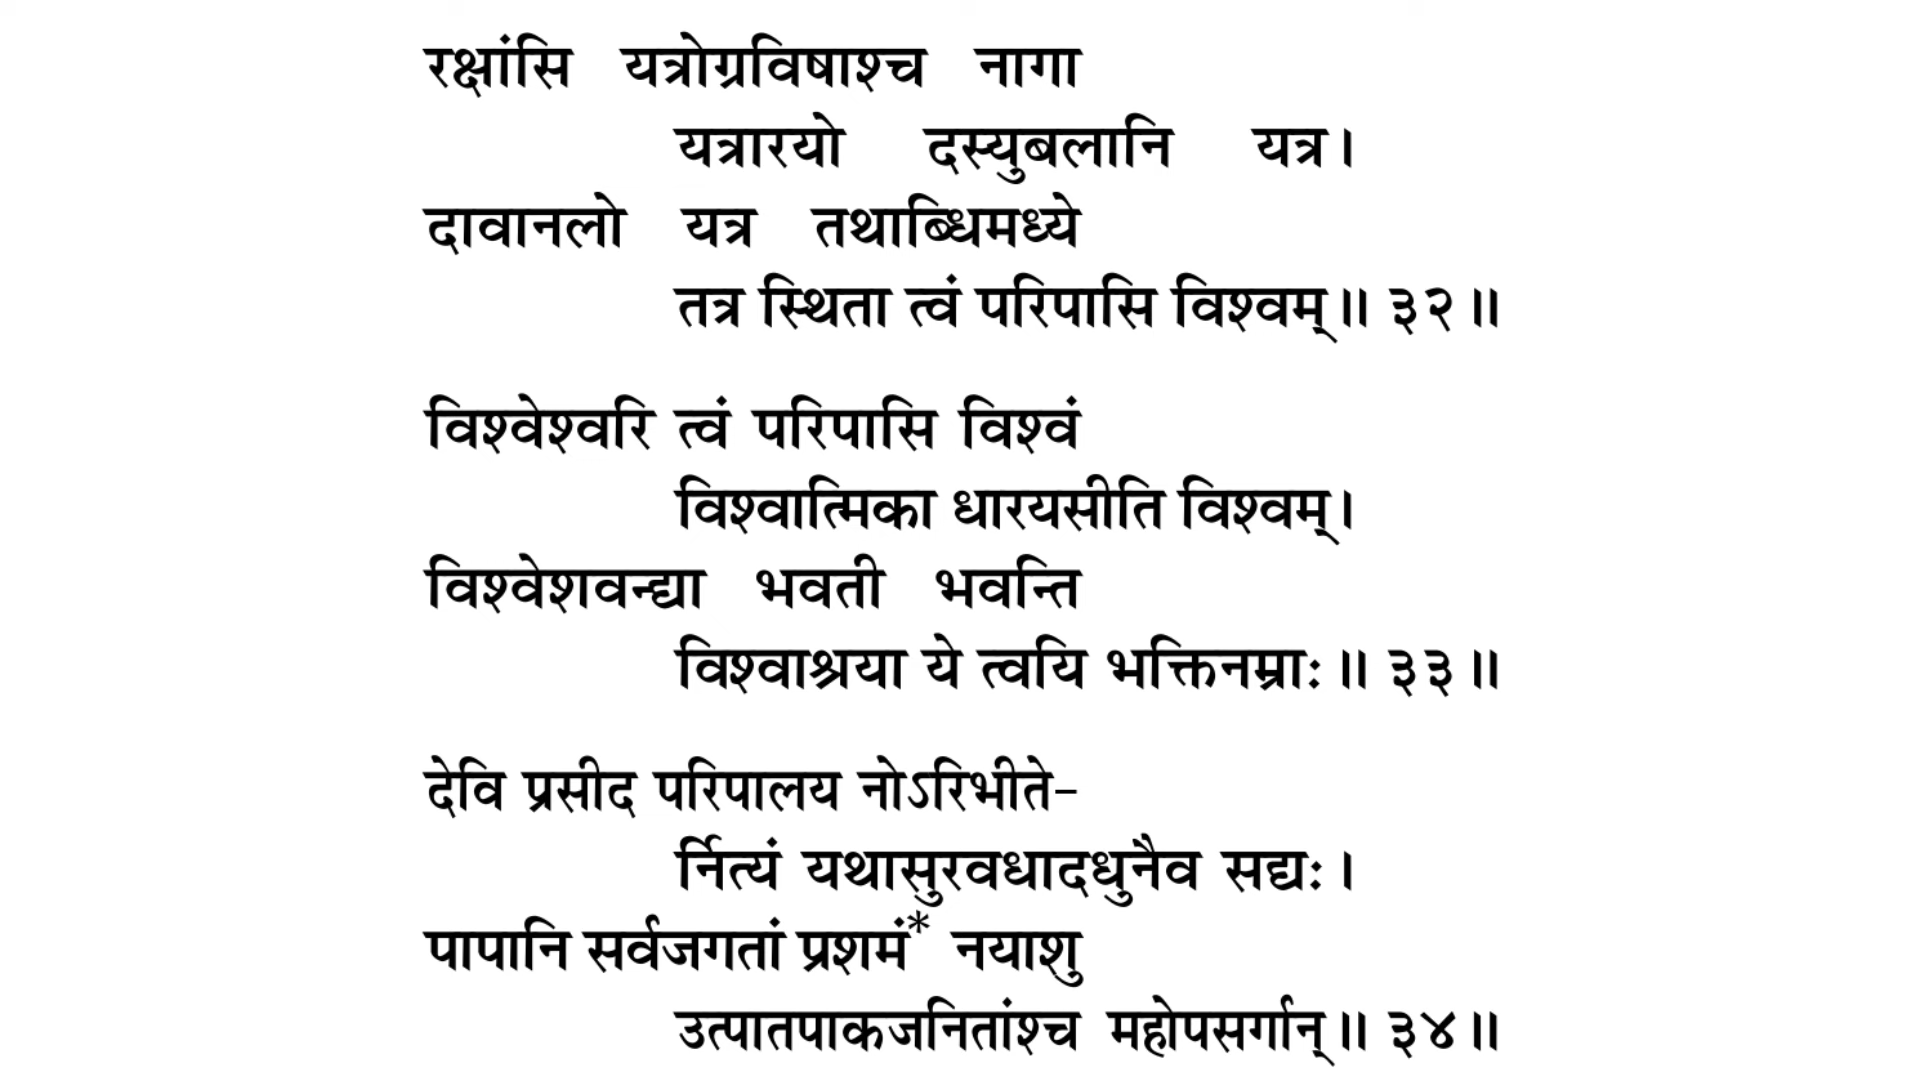 रक्षांसि यत्रोग्रविषाश्च नागा
यत्रारयो दस्युबलानि यत्र।
दावानलो यत्र तथाब्धिमध्ये
तत्र स्थिता त्वं परिपासि विश्वम्॥ ३२॥
विश्वेश्वरि त्वं परिपासि विश्वं
विश्वात्मिका धारयसीति विश्वम्।
विश्वेशवन्द्या भवती भवन्ति
विश्वाश्रया ये त्वयि भक्तिनम्राः॥ ३३॥
देवि प्रसीद परिपालय नोऽरिभीते-
र्नित्यं यथासुरवधादधुनैव सद्यः।
पापानि सर्वजगतां प्रशमं* नयाशु
उत्पातपाकजनितांश्च महोपसर्गान्॥ ३४॥